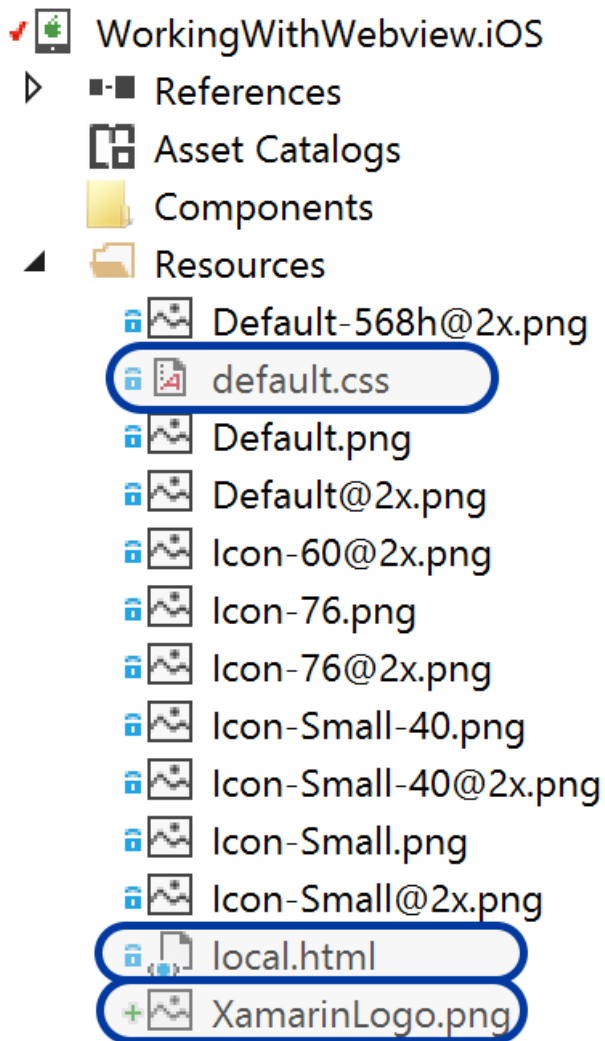 WorkingWithWebview.iOS
References
Asset Catalogs
Components
Resources
Default-568h@2x.png
default.css
Default.png
Default@2x.png
Icon-60@2x.png
Icon-76.png
Icon-76@2x.png
Icon-Small-40.png
Icon-Small-40@2x.png
Icon-Small.png
Icon-Small@2x.png
local.html
XamarinLogo.png